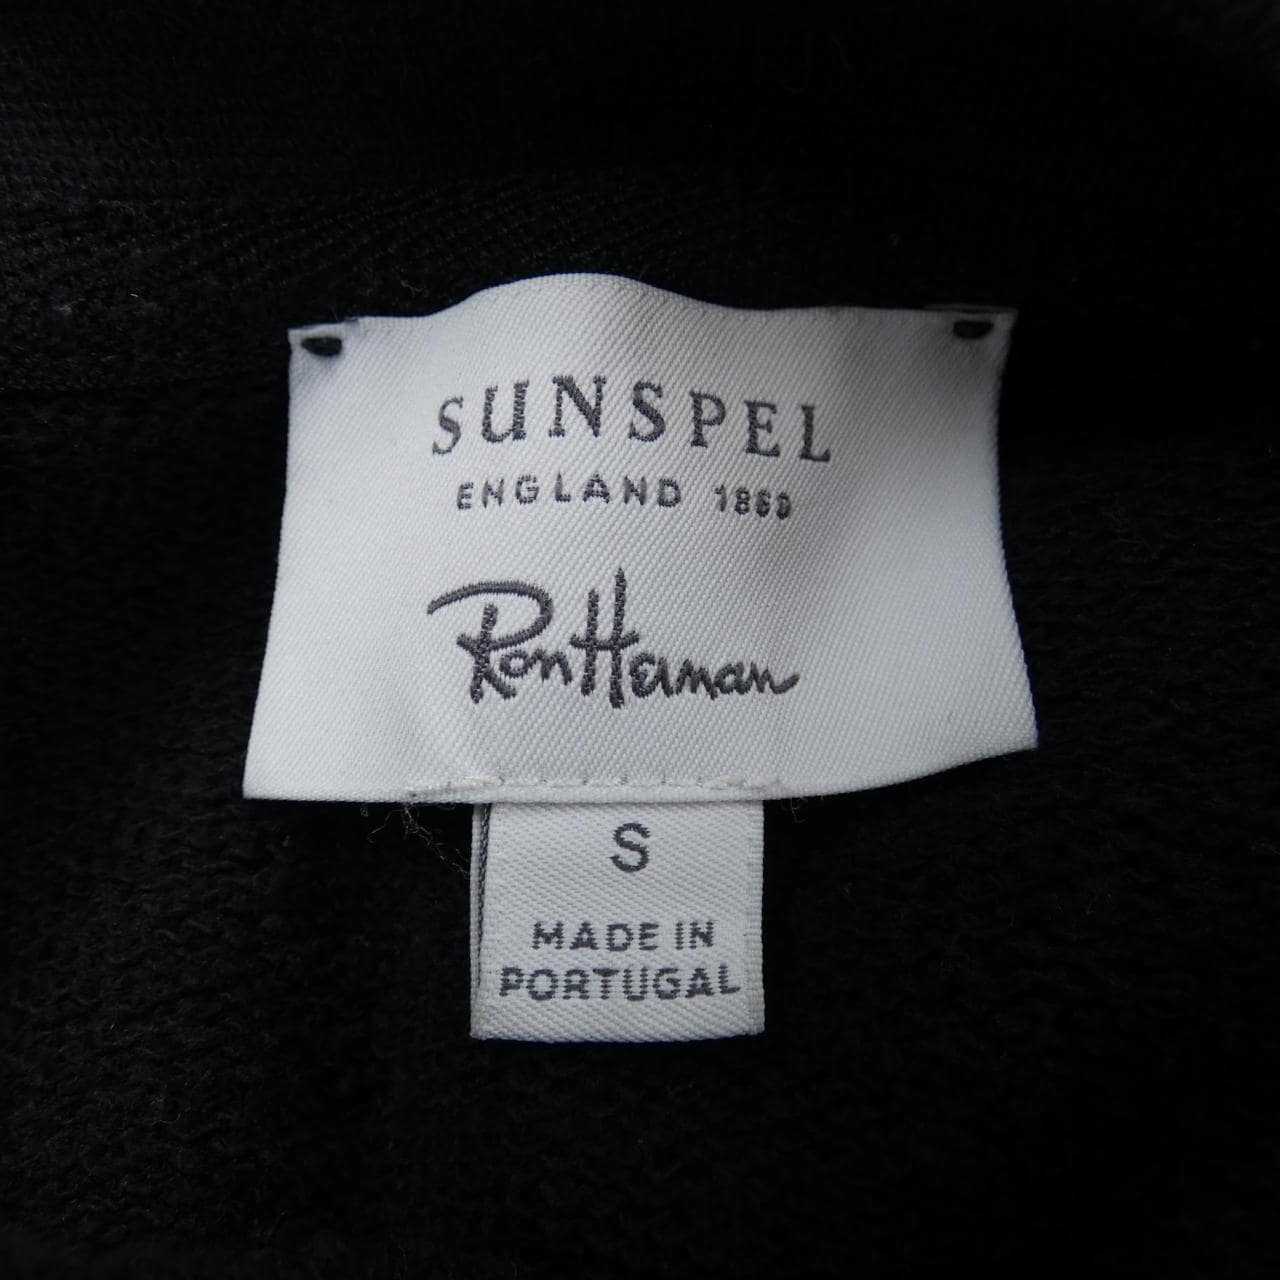 SUNSPEL
ENGLAND 1860
Ron Herman
S
MADE IN
PORTUGAL